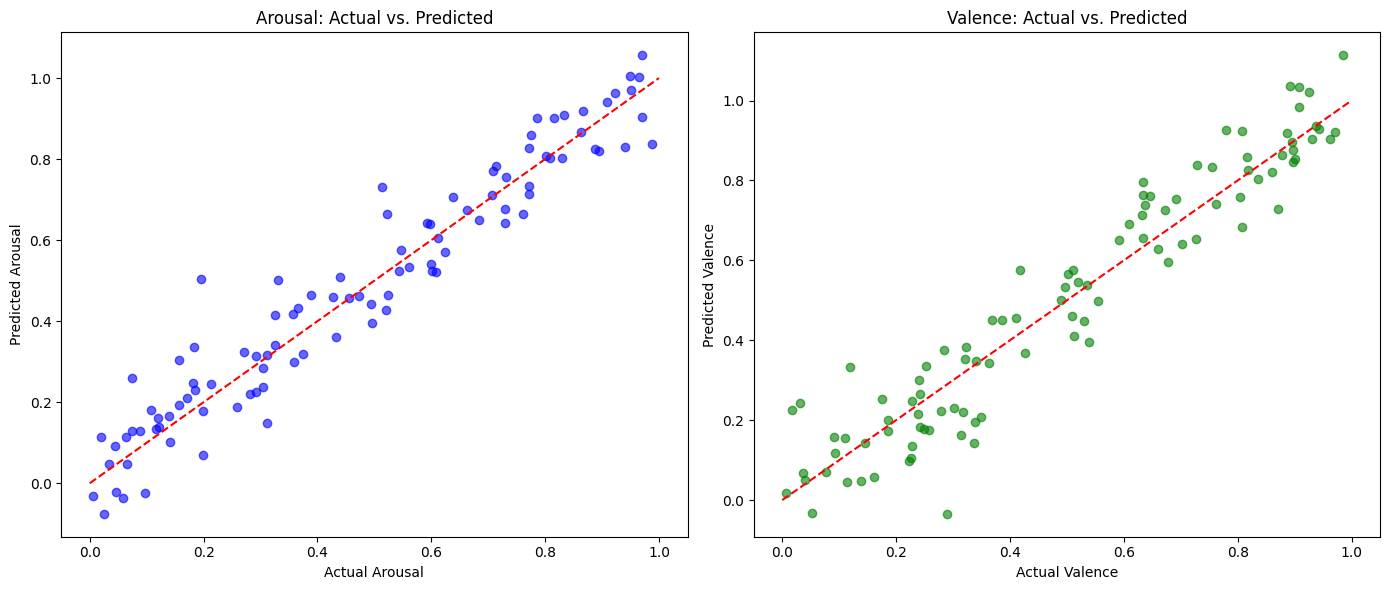 Arousal: Actual vs. Predicted
Predicted Arousal
1.0
0.8
0.6
0.4
0.2
0.0
0.0 0.2 0.4 0.6 0.8 1.0
Actual Arousal
Valence: Actual vs. Predicted
Predicted Valence
1.0
0.8
0.6
0.4
0.2
0.0
0.0 0.2 0.4 0.6 0.8 1.0
Actual Valence